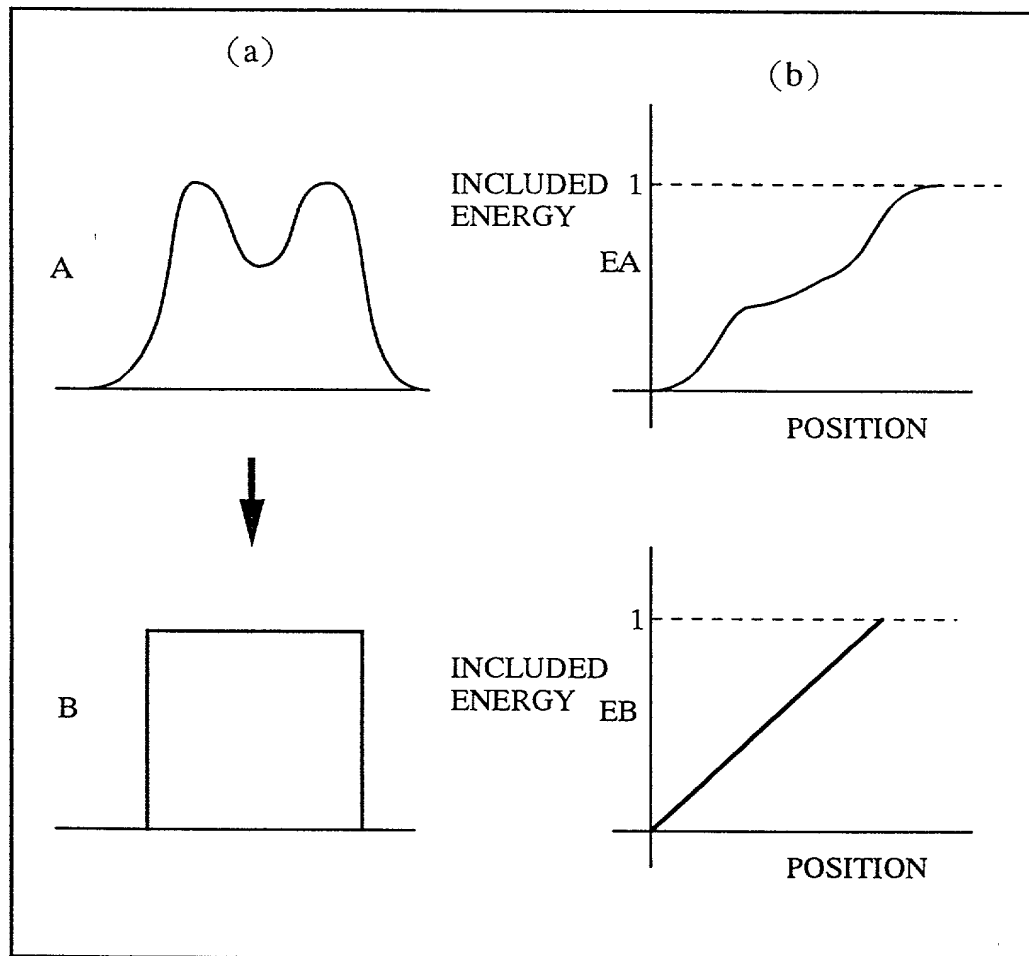 (a)
(b)
INCLUDED
ENERGY
1
A
EA
POSITION
1
INCLUDED
ENERGY
B
EB
POSITION